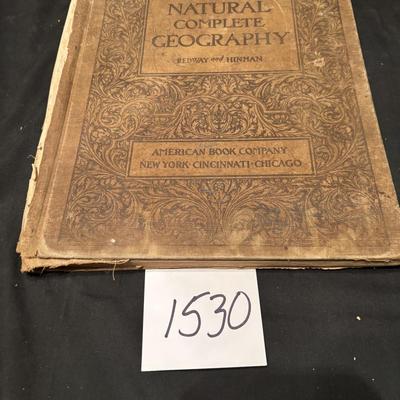 NATURAL
COMPLETE
GEOGRAPHY
REDWAY and HINMAN
AMERICAN BOOK COMPANY
NEW YORK · CINCINNATI · CHICAGO
1530